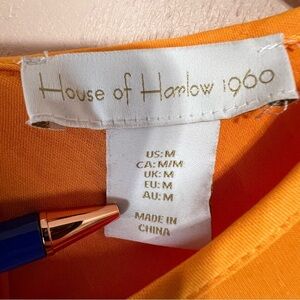 House of Harlow 1960
US: M
CA: M/M
UK: M
EU: M
AU: M
MADE IN
CHINA